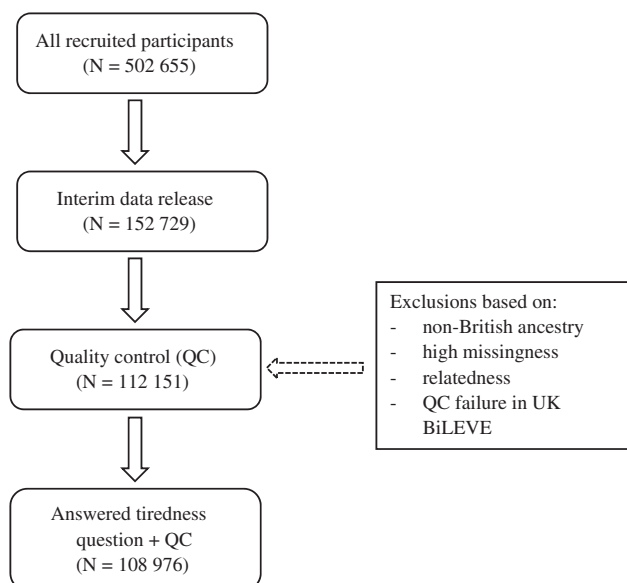 All recruited participants
(N = 502 655)
Interim data release
(N = 152 729)
Quality control (QC)
(N = 112 151)
Exclusions based on:
- non-British ancestry
- high missingness
- relatedness
- QC failure in UK
BiLEVE
Answered tiredness
question + QC
(N = 108 976)